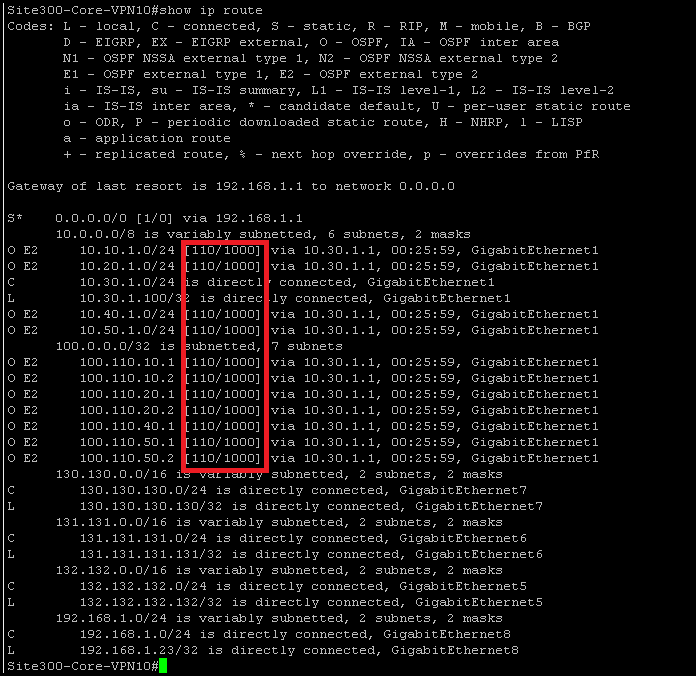 Site300-Core-VPN10#show ip route
Codes: L - local, C - connected, S - static, R - RIP, M - mobile, B - BGP
       D - EIGRP, EX - EIGRP external, O - OSPF, IA - OSPF inter area
       N1 - OSPF NSSA external type 1, N2 - OSPF NSSA external type 2
       E1 - OSPF external type 1, E2 - OSPF external type 2
       i - IS-IS, su - IS-IS summary, L1 - IS-IS level-1, L2 - IS-IS level-2
       ia - IS-IS inter area, * - candidate default, U - per-user static route
       o - ODR, P - periodic downloaded static route, H - NHRP, l - LISP
       a - application route
       + - replicated route, % - next hop override, p - overrides from PfR
Gateway of last resort is 192.168.1.1 to network 0.0.0.0
S*    0.0.0.0/0 [1/0] via 192.168.1.1
      10.0.0.0/8 is variably subnetted, 6 subnets, 2 masks
O E2     10.10.1.0/24 [110/1000] via 10.30.1.1, 00:25:59, GigabitEthernet1
O E2     10.20.1.0/24 [110/1000] via 10.30.1.1, 00:25:59, GigabitEthernet1
C        10.30.1.0/24 is directly connected, GigabitEthernet1
L        10.30.1.100/32 is directly connected, GigabitEthernet1
O E2     10.40.1.0/24 [110/1000] via 10.30.1.1, 00:25:59, GigabitEthernet1
O E2     10.50.1.0/24 [110/1000] via 10.30.1.1, 00:25:59, GigabitEthernet1
      100.0.0.0/32 is subnetted, 7 subnets
O E2     100.110.10.1 [110/1000] via 10.30.1.1, 00:25:59, GigabitEthernet1
O E2     100.110.10.2 [110/1000] via 10.30.1.1, 00:25:59, GigabitEthernet1
O E2     100.110.20.1 [110/1000] via 10.30.1.1, 00:25:59, GigabitEthernet1
O E2     100.110.20.2 [110/1000] via 10.30.1.1, 00:25:59, GigabitEthernet1
O E2     100.110.40.1 [110/1000] via 10.30.1.1, 00:25:59, GigabitEthernet1
O E2     100.110.50.1 [110/1000] via 10.30.1.1, 00:25:59, GigabitEthernet1
O E2     100.110.50.2 [110/1000] via 10.30.1.1, 00:25:59, GigabitEthernet1
      130.130.0.0/16 is variably subnetted, 2 subnets, 2 masks
C        130.130.130.0/24 is directly connected, GigabitEthernet7
L        130.130.130.130/32 is directly connected, GigabitEthernet7
      131.131.0.0/16 is variably subnetted, 2 subnets, 2 masks
C        131.131.131.0/24 is directly connected, GigabitEthernet6
L        131.131.131.131/32 is directly connected, GigabitEthernet6
      132.132.0.0/16 is variably subnetted, 2 subnets, 2 masks
C        132.132.132.0/24 is directly connected, GigabitEthernet5
L        132.132.132.132/32 is directly connected, GigabitEthernet5
      192.168.1.0/24 is variably subnetted, 2 subnets, 2 masks
C        192.168.1.0/24 is directly connected, GigabitEthernet8
L        192.168.1.23/32 is directly connected, GigabitEthernet8
Site300-Core-VPN10#